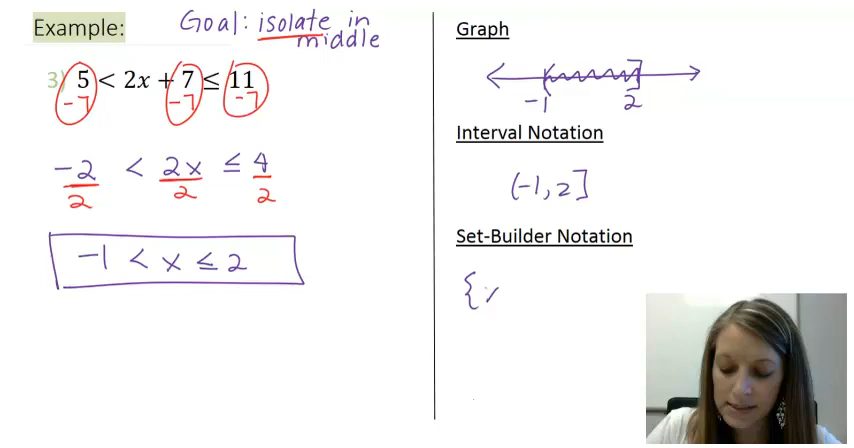 Example:
Goal: isolate in
middle
3) 5 < 2x + 7 ≤ 11
-7 -7 -7
-2 < 2x ≤ 4
2 2 2
-1 < x ≤ 2
Graph
-1 2
Interval Notation
(-1, 2]
Set-Builder Notation
{